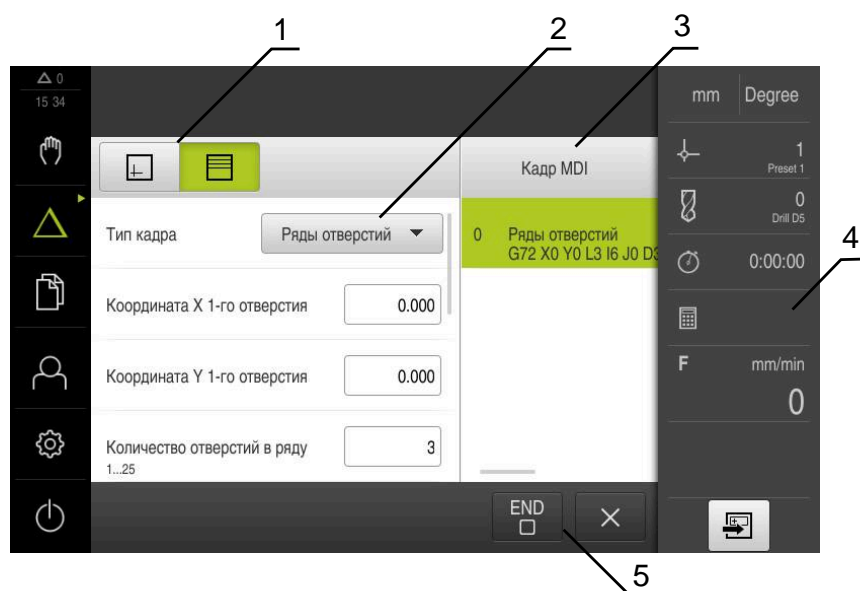 1
2
3
0
15 34
mm Degree
Кадр MDI
1
Preset 1
Тип кадра
Ряды отверстий
0 Ряды отверстий
G72 X0 Y0 L3 I6 J0 D3
0
Drill D5
4
0:00:00
Координата X 1-го отверстия
0.000
Координата Y 1-го отверстия
0.000
F mm/min
0
Количество отверстий в ряду
1...25
3
END
5